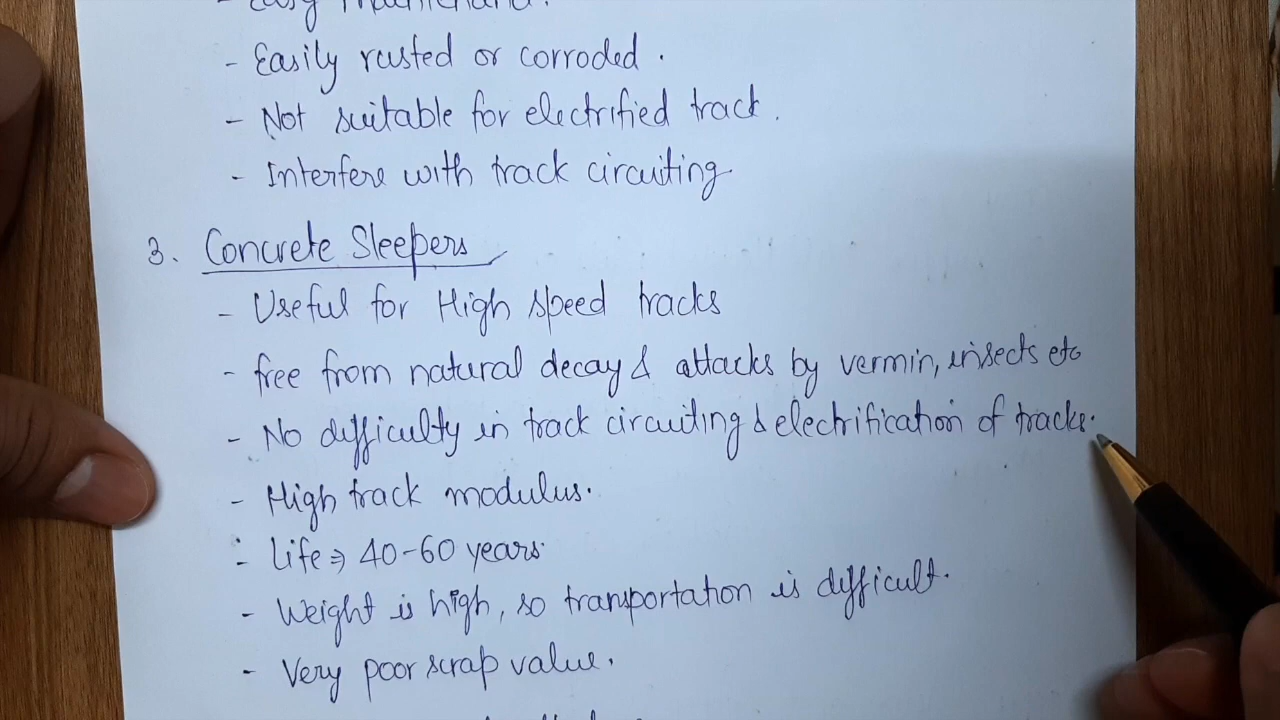 - Easy maintenance.
- Easily rusted or corroded.
- Not suitable for electrified track.
- Interfere with track circuiting
3. Concrete Sleepers
- Useful for High speed tracks
- free from natural decay & attacks by vermin, insects etc
- No difficulty in track circuiting & electrification of tracks.
- High track modulus.
- Life ⇒ 40-60 years.
- Weight is high, so transportation is difficult.
- Very poor scrap value.